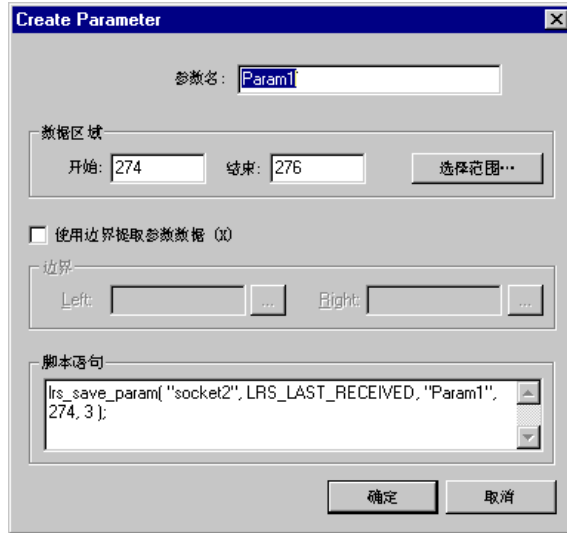 Create Parameter
参数名: Param1
数据区域
开始: 274 结束: 276 选择范围…
使用边界提取参数数据 (X)
边界
Left: ... Right: ...
脚本语句
lrs_save_param( "socket2", LRS_LAST_RECEIVED, "Param1",
274, 3 );
确定 取消